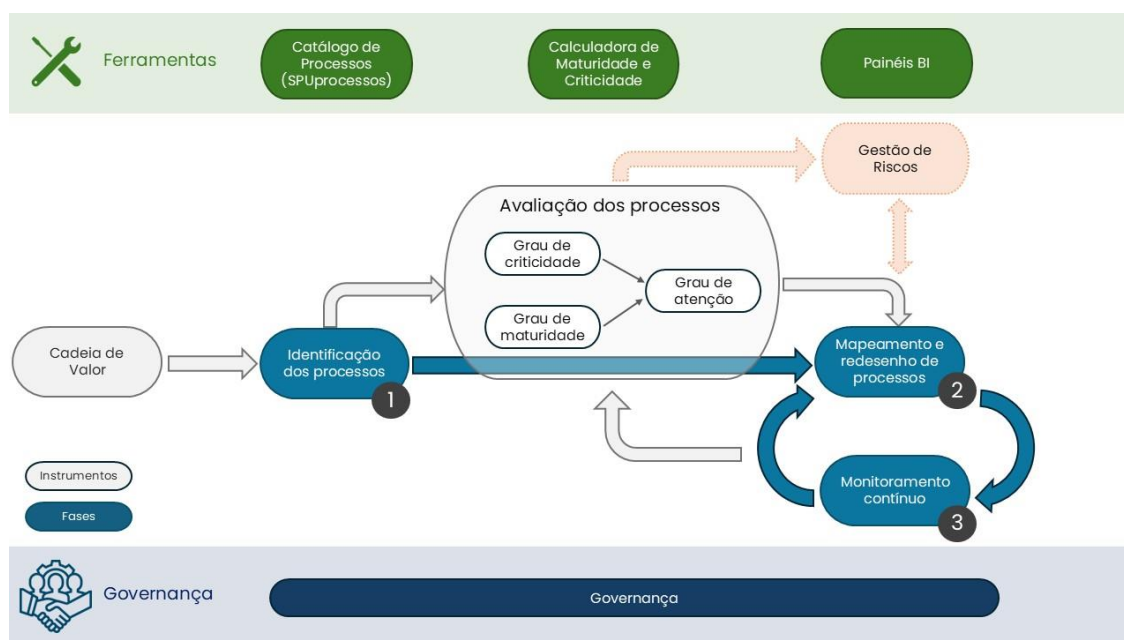 Ferramentas
Catálogo de
Processos
(SPUprocessos)
Calculadora de
Maturidade e
Criticidade
Painéis BI
Gestão de
Riscos
Avaliação dos processos
Grau de
criticidade
Grau de
atenção
Grau de
maturidade
Cadeia de
Valor
Identificação
dos processos
1
Mapeamento e
redesenho de
processos
2
Monitoramento
contínuo
3
Instrumentos
Fases
Governança
Governança